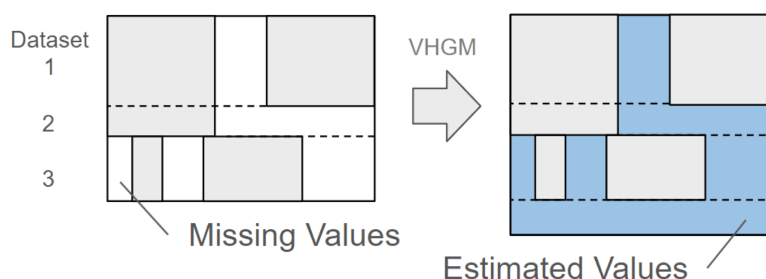 Dataset
1
2
3
VHGM
Missing Values
Estimated Values